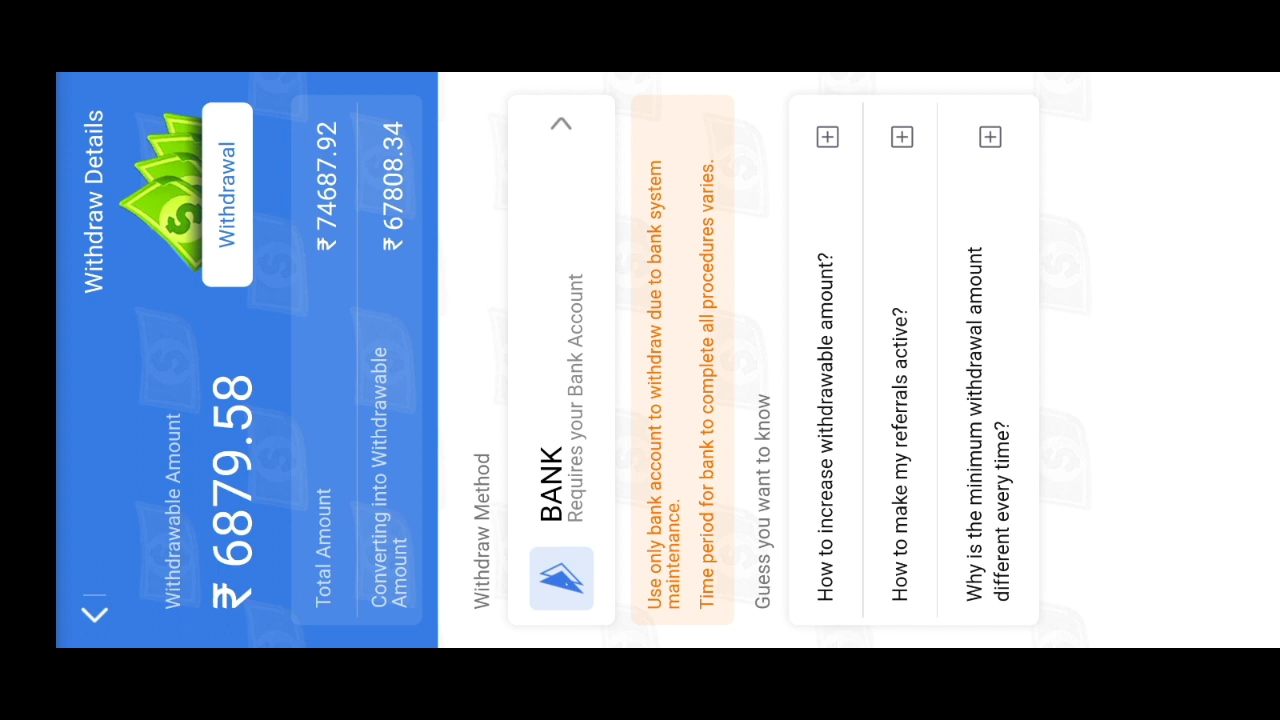 Withdraw Details
Withdrawable Amount
₹ 6879.58
Withdrawal
Total Amount
₹ 74687.92
Converting into Withdrawable
Amount
₹ 67808.34
Withdraw Method
BANK
Requires your Bank Account
Use only bank account to withdraw due to bank system
maintenance.
Time period for bank to complete all procedures varies.
Guess you want to know
How to increase withdrawable amount?
How to make my referrals active?
Why is the minimum withdrawal amount
different every time?